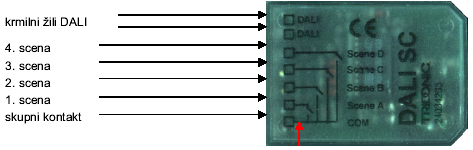 krmilni žili DALI
4. scena
3. scena
2. scena
1. scena
skupni kontakt
DALI
DALI
Scene D
Scene C
Scene B
Scene A
COM
CE
DALI SC
TRIDONIC